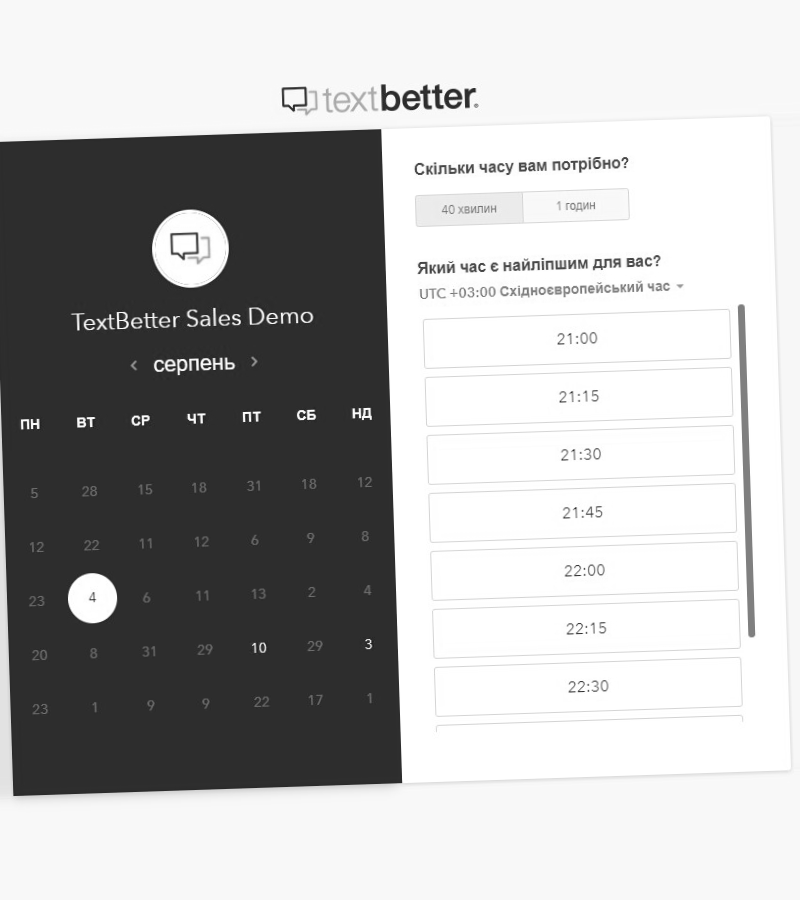 textbetter
TextBetter Sales Demo
серпень
ПН ВТ СР ЧТ ПТ СБ НД
5 28 15 18 31 18 12
12 22 11 12 6 9 8
23 4 6 11 13 2 4
20 8 31 29 10 29 3
23 1 9 9 22 17 1
Скільки часу вам потрібно?
40 хвилин 1 годин
Який час є найліпшим для вас?
UTC +03:00 Східноєвропейський час
21:00
21:15
21:30
21:45
22:00
22:15
22:30